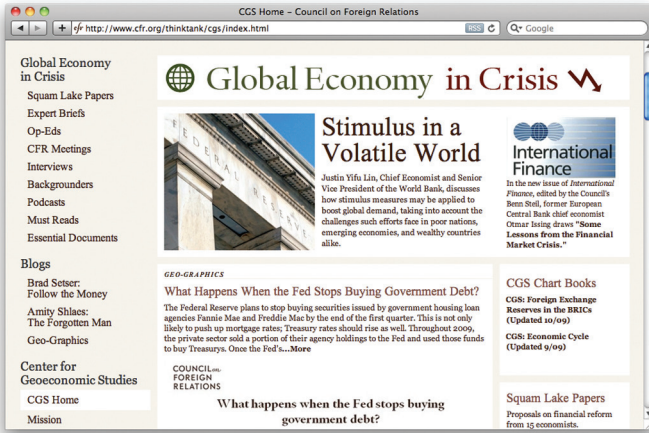 CGS Home – Council on Foreign Relations
cfr http://www.cfr.org/thinktank/cgs/index.html
RSS
Google
Global Economy
in Crisis
Squam Lake Papers
Expert Briefs
Op-Eds
CFR Meetings
Interviews
Backgrounders
Podcasts
Must Reads
Essential Documents
Blogs
Brad Setser:
Follow the Money
Amity Shlaes:
The Forgotten Man
Geo-Graphics
Center for
Geoeconomic Studies
CGS Home
Mission
Global Economy in Crisis
FEDERAL RESERVE
Stimulus in a
Volatile World
Justin Yifu Lin, Chief Economist and Senior
Vice President of the World Bank, discusses
how stimulus measures may be applied to
boost global demand, taking into account the
challenges such efforts face in poor nations,
emerging economies, and wealthy countries
alike.
International
Finance
In the new issue of International
Finance, edited by the Council's
Benn Steil, former European
Central Bank chief economist
Otmar Issing draws "Some
Lessons from the Financial
Market Crisis."
GEO-GRAPHICS
What Happens When the Fed Stops Buying Government Debt?
The Federal Reserve plans to stop buying securities issued by government housing loan
agencies Fannie Mae and Freddie Mac by the end of the first quarter. This is not only
likely to push up mortgage rates; Treasury rates should rise as well. Throughout 2009,
the private sector sold a portion of their agency holdings to the Fed and used those funds
to buy Treasurys. Once the Fed's...More
COUNCIL on
FOREIGN
RELATIONS
What happens when the Fed stops buying
government debt?
CGS Chart Books
CGS: Foreign Exchange
Reserves in the BRICs
(Updated 10/09)
CGS: Economic Cycle
(Updated 9/09)
Squam Lake Papers
Proposals on financial reform
from 15 economists.